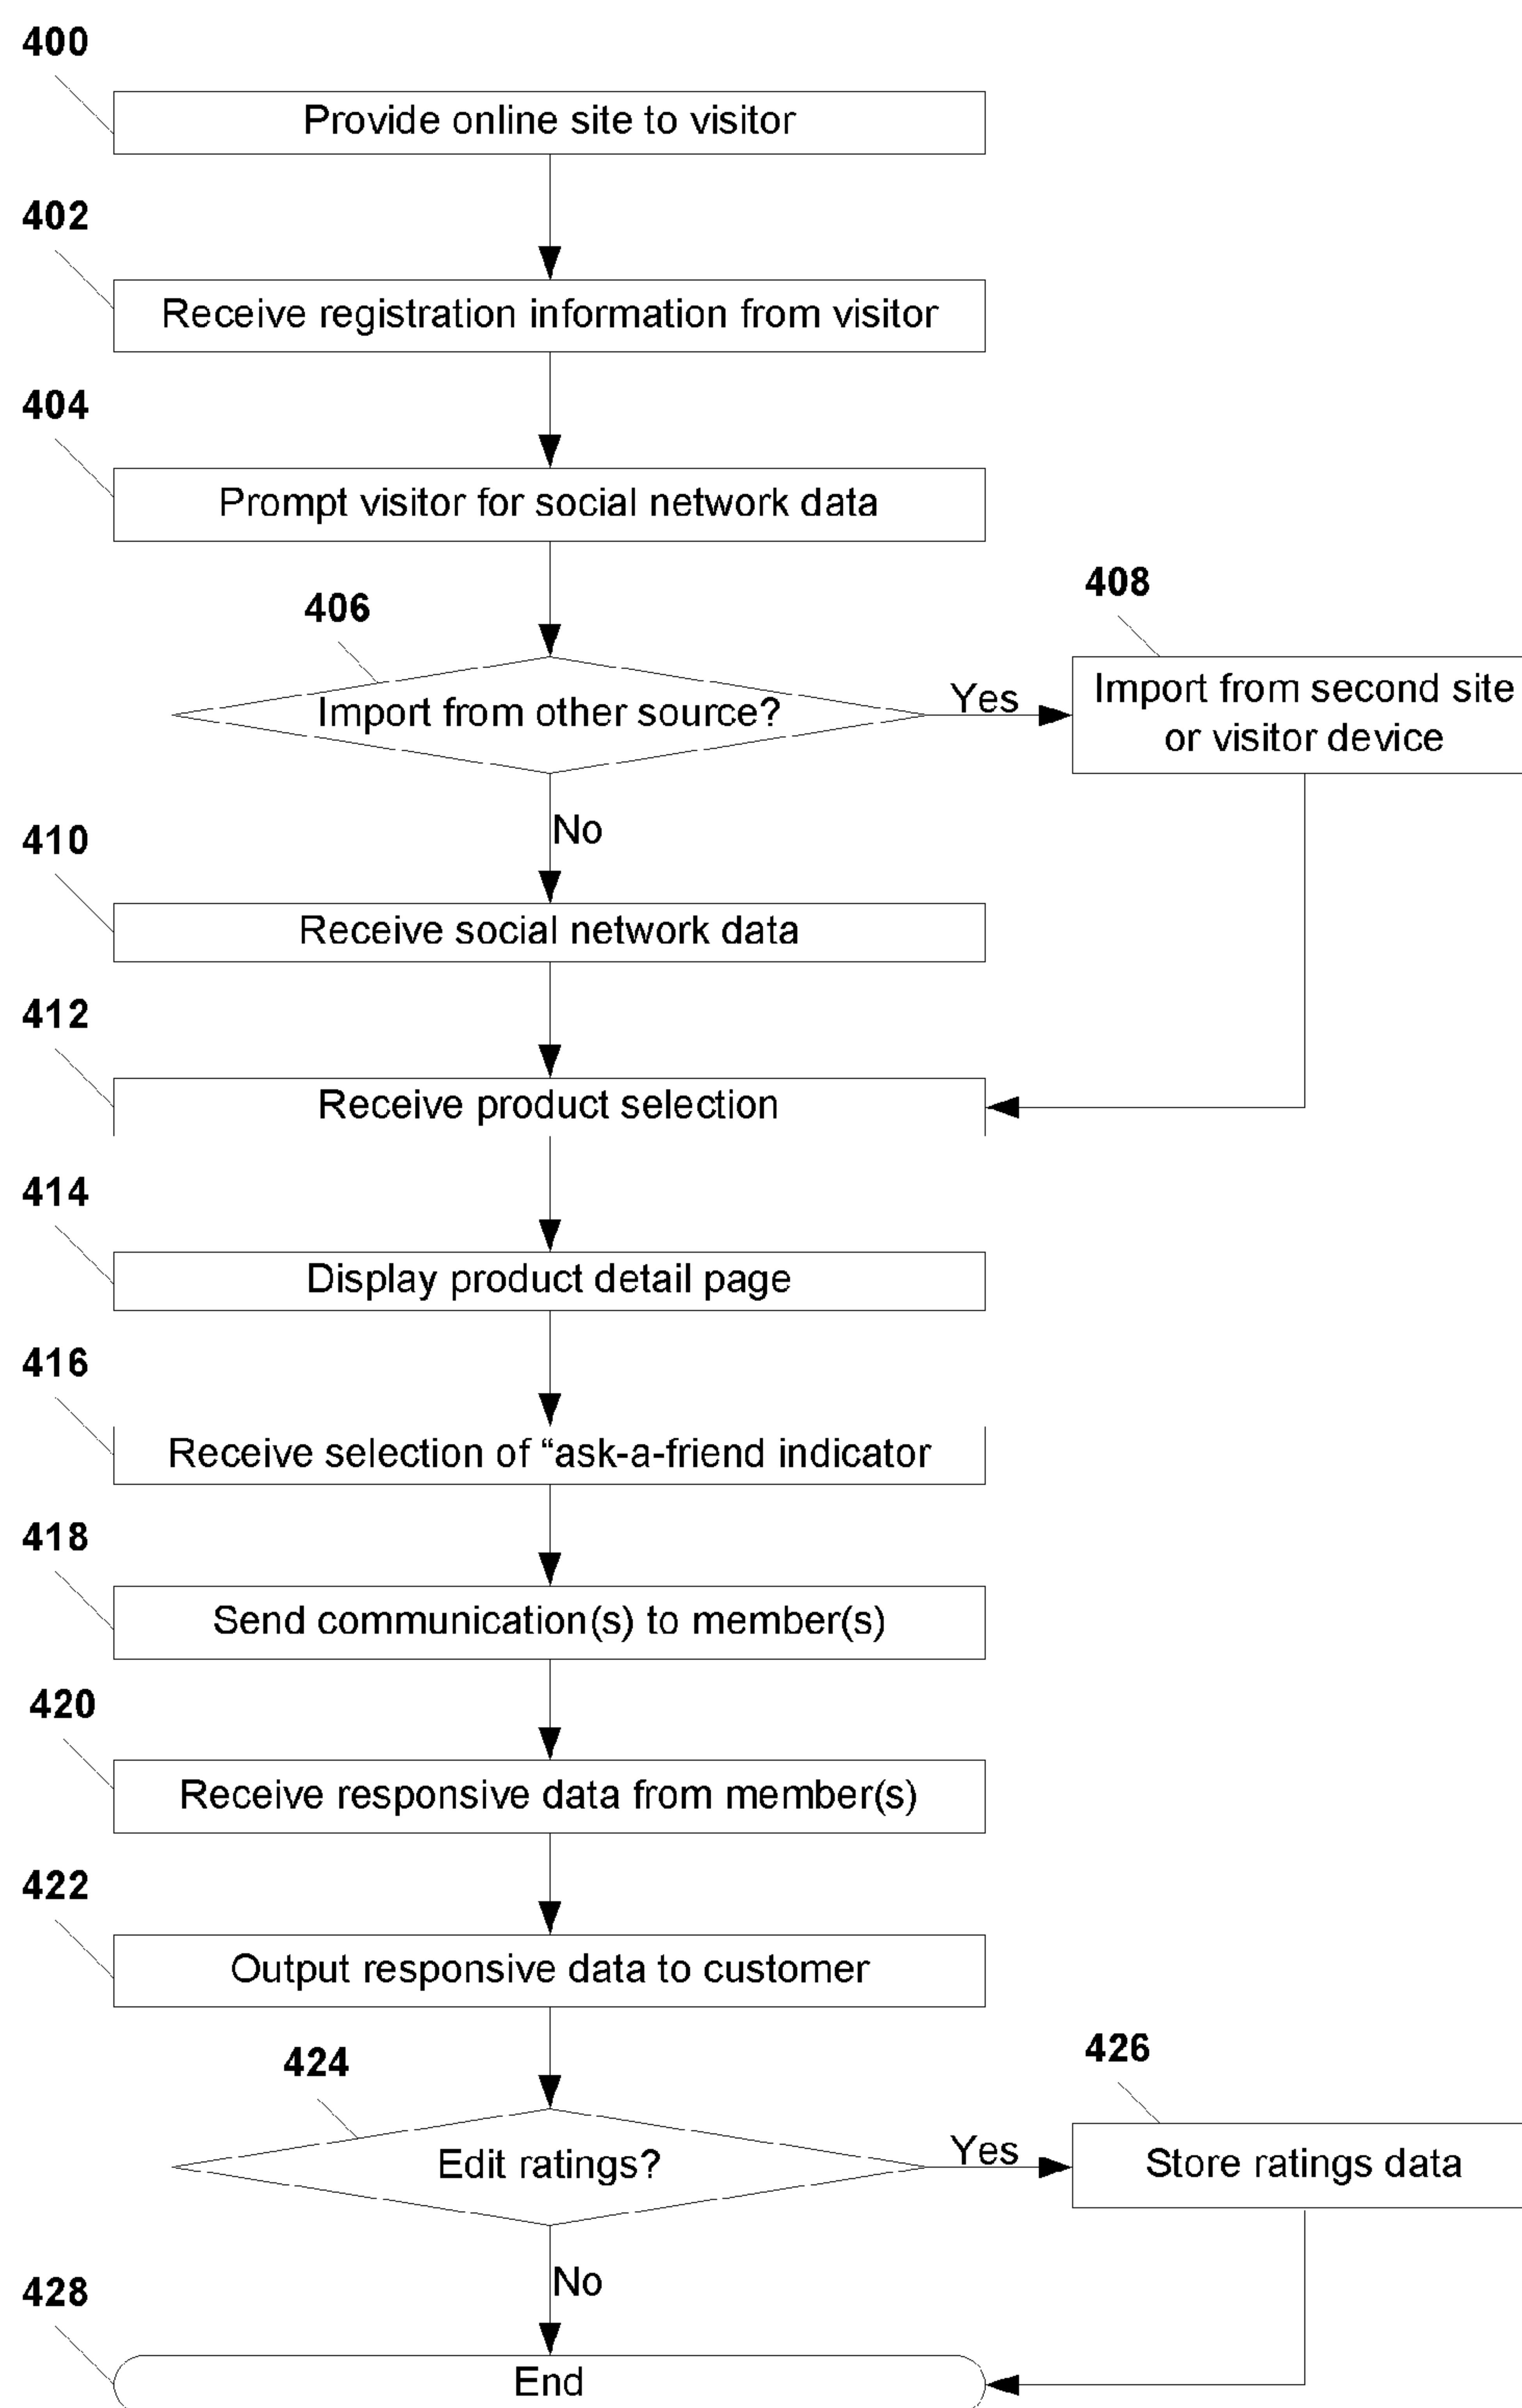 400
Provide online site to visitor
402
Receive registration information from visitor
404
Prompt visitor for social network data
406
Import from other source?
Yes
408
Import from second site
or visitor device
No
410
Receive social network data
412
Receive product selection
414
Display product detail page
416
Receive selection of “ask-a-friend indicator
418
Send communication(s) to member(s)
420
Receive responsive data from member(s)
422
Output responsive data to customer
424
Edit ratings?
Yes
426
Store ratings data
No
428
End